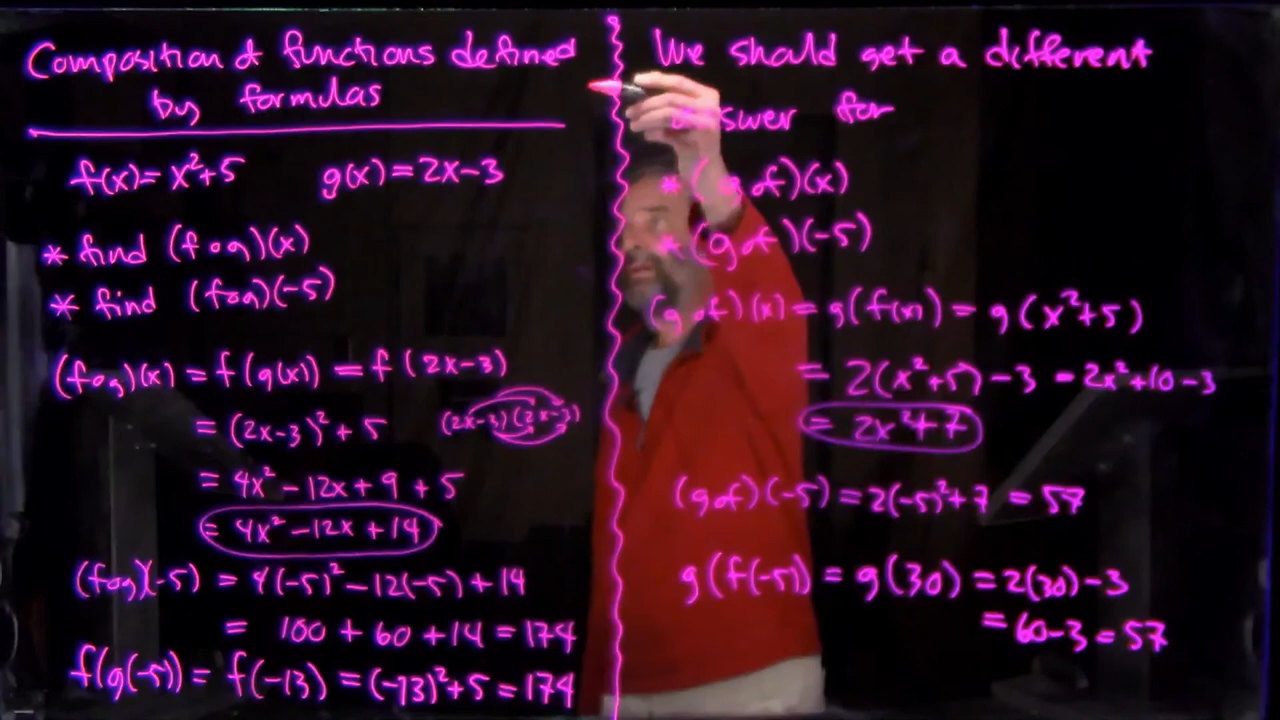 Composition of functions defined
by formulas
f(x)=x²+5 g(x)=2x-3
* find (f∘g)(x)
* find (f∘g)(-5)
(f∘g)(x) = f(g(x)) = f(2x-3)
= (2x-3)²+5 (2x-3)(2x-3)
= 4x²-12x+9+5
= 4x²-12x+14
(f∘g)(-5) = 4(-5)²-12(-5)+14
= 100+60+14=174
f(g(-5)) = f(-13) = (-13)²+5=174
We should get a different
answer for
* (g∘f)(x)
* (g∘f)(-5)
(g∘f)(x) = g(f(x)) = g(x²+5)
= 2(x²+5)-3 = 2x²+10-3
= 2x²+7
(g∘f)(-5) = 2(-5)²+7 = 57
g(f(-5)) = g(30) = 2(30)-3
= 60-3=57